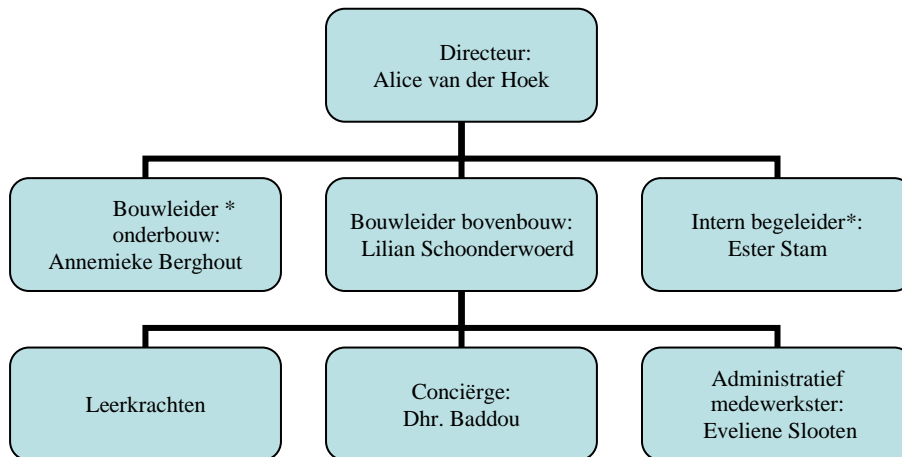 Directeur:
Alice van der Hoek
Bouwleider *
onderbouw:
Annemieke Berghout
Bouwleider bovenbouw:
Lilian Schoonderwoerd
Intern begeleider*:
Ester Stam
Leerkrachten
Conciërge:
Dhr. Baddou
Administratief
medewerkster:
Eveliene Slooten